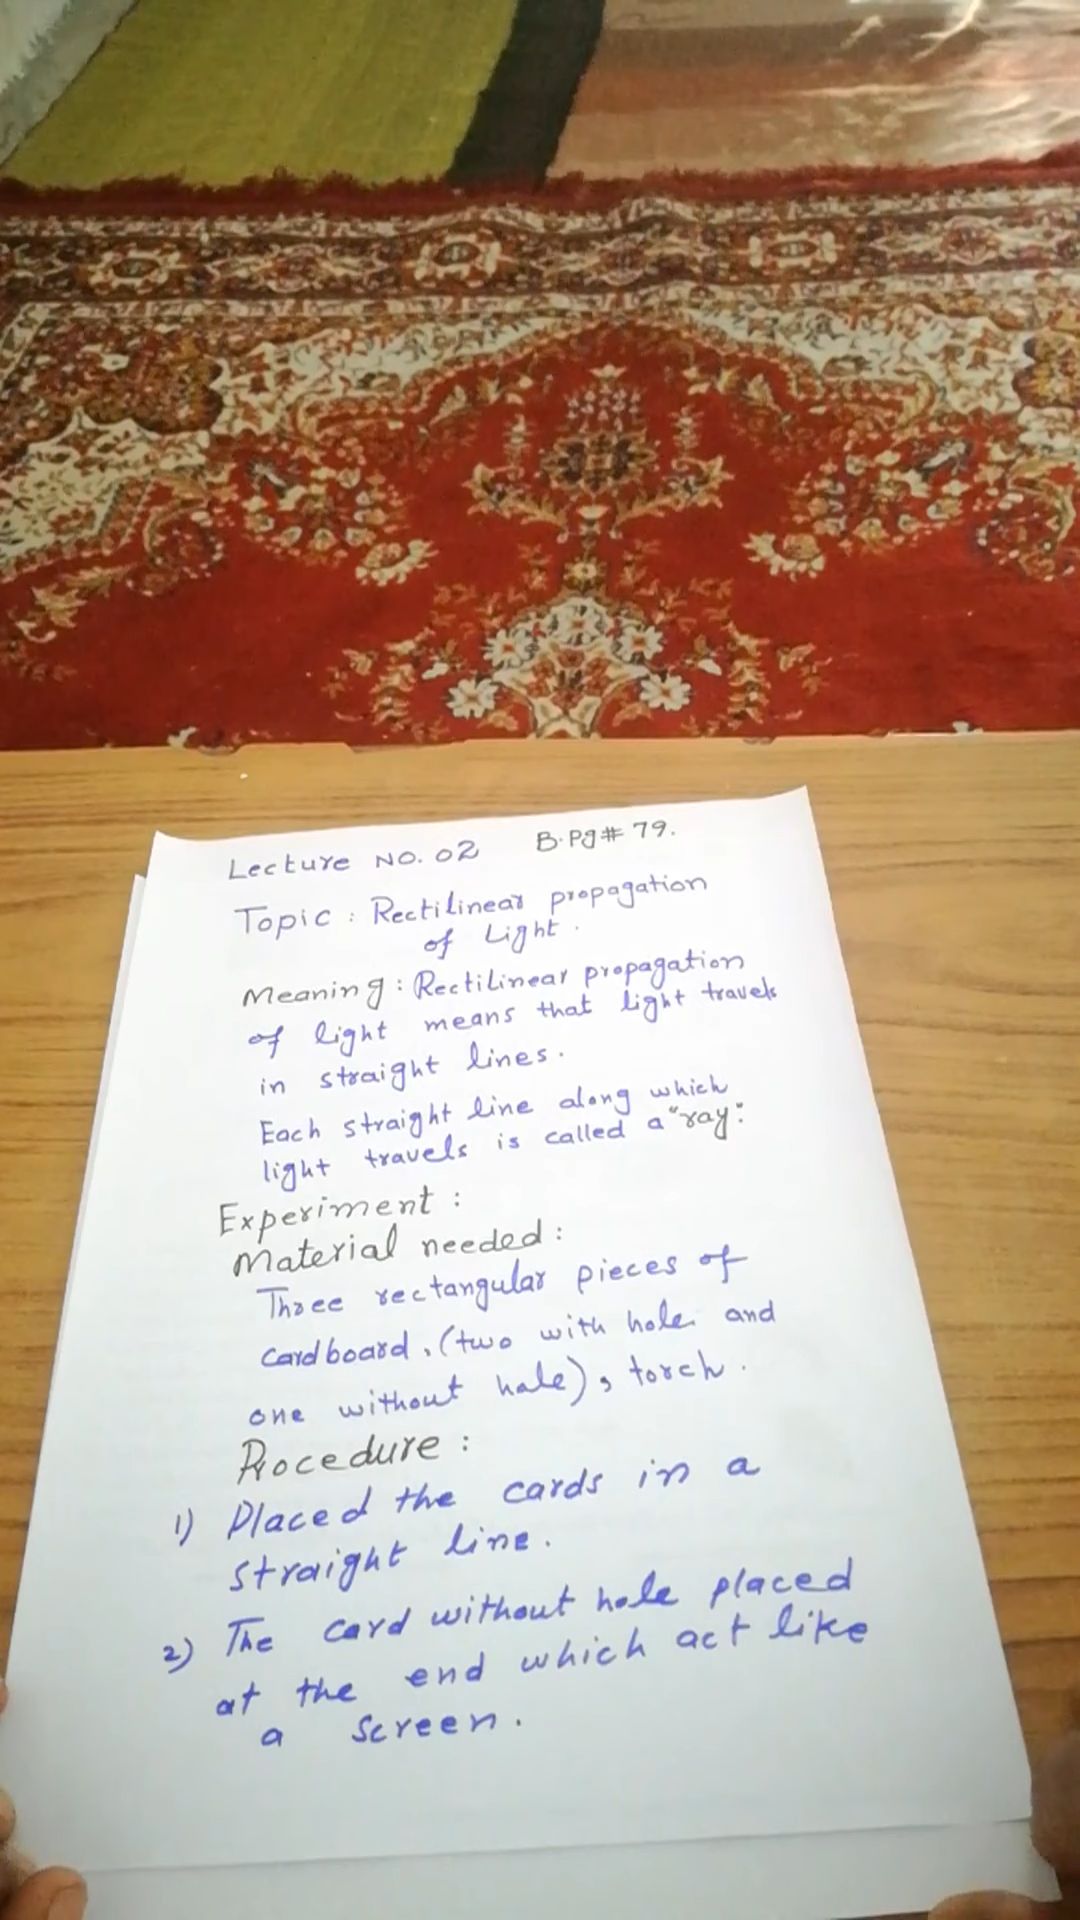 Lecture NO. 02 B.Pg# 79.
Topic : Rectilinear propagation
of Light.
Meaning : Rectilinear propagation
of light means that light travels
in straight lines.
Each straight line along which
light travels is called a "ray".
Experiment :
Material needed :
Three rectangular pieces of
cardboard, (two with hole and
one without hole), torch.
Procedure :
1) Placed the cards in a
straight line.
2) The card without hole placed
at the end which act like
a screen.